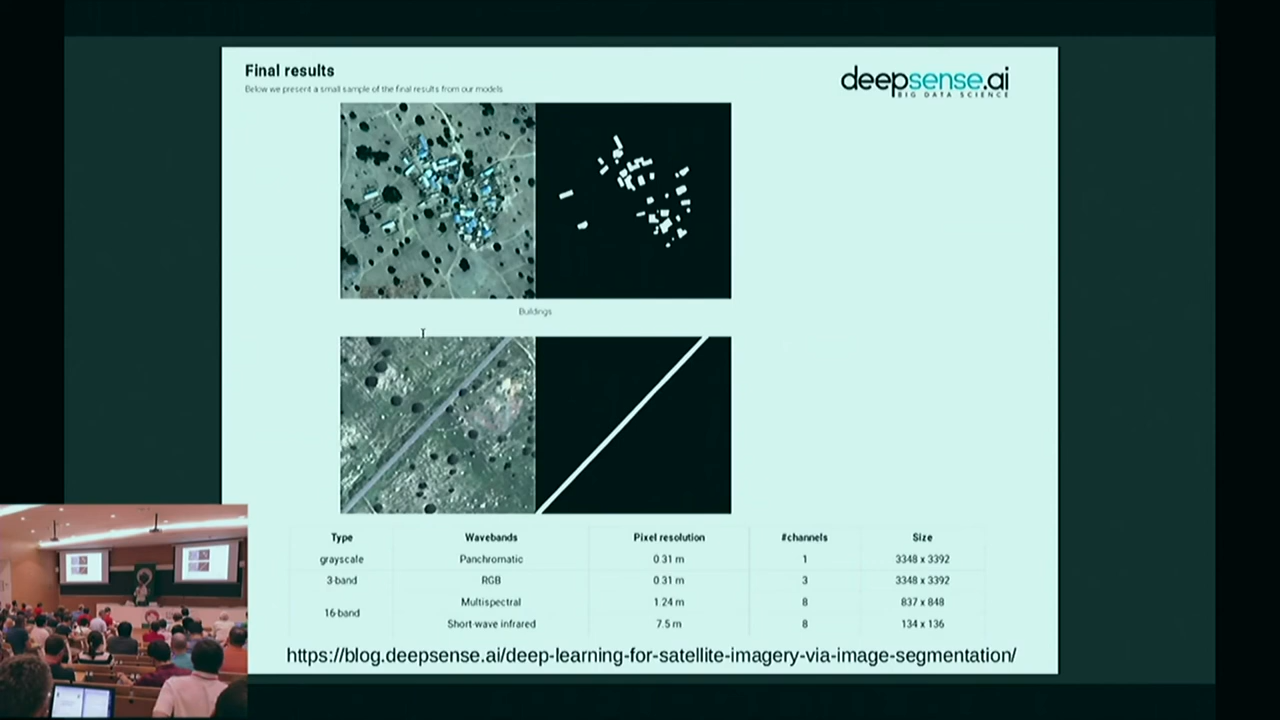 Final results
deepsense.ai
BIG DATA SCIENCE
Below we present a small sample of the final results from our models
Buildings
Type Wavebands Pixel resolution #channels Size
grayscale Panchromatic 0.31 m 1 3348 x 3392
3-band RGB 0.31 m 3 3348 x 3392
16-band
Multispectral 1.24 m 8 837 x 848
Short-wave infrared 7.5 m 8 134 x 136
https://blog.deepsense.ai/deep-learning-for-satellite-imagery-via-image-segmentation/